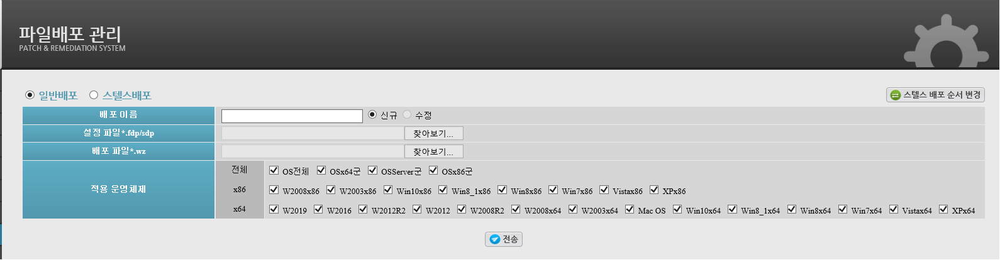 파일배포 관리
PATCH & REMEDIATION SYSTEM
일반배포 스텔스배포 스텔스 배포 순서 변경
배포 이름 신규 수정
설정 파일*.fdp/sdp 찾아보기...
배포 파일*.wz 찾아보기...
적용 운영체제
전체 OS전체 OSx64군 OSServer군 OSx86군
x86 W2008x86 W2003x86 Win10x86 Win8_1x86 Win8x86 Win7x86 Vistax86 XPx86
x64 W2019 W2016 W2012R2 W2012 W2008R2 W2008x64 W2003x64 Mac OS Win10x64 Win8_1x64 Win8x64 Win7x64 Vistax64 XPx64
전송